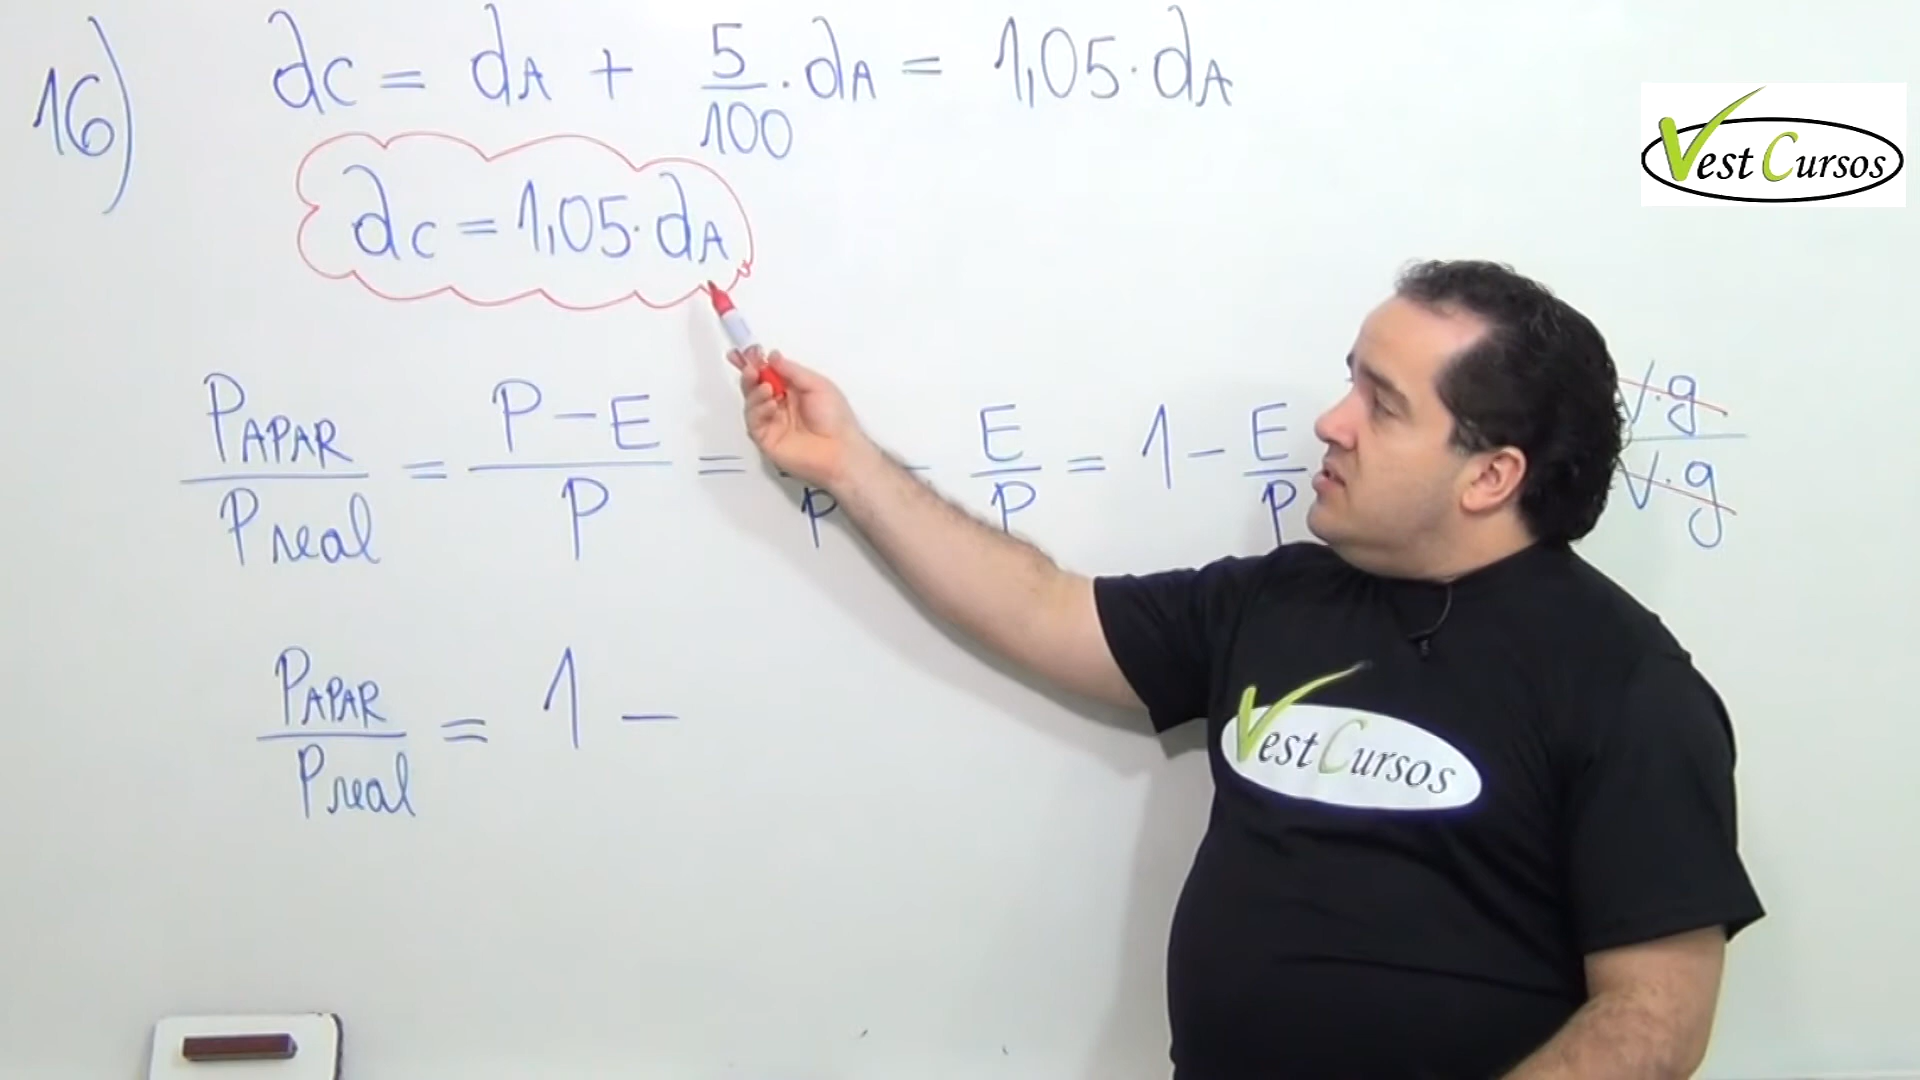 16) dc = dA + 5/100 · dA = 1,05 · dA
dc = 1,05 · dA
PAPAR/Preal = P - E/P = /P - E/P = 1 - E/P V·g/V·g
PAPAR/Preal = 1 -
Vest Cursos
Vest Cursos